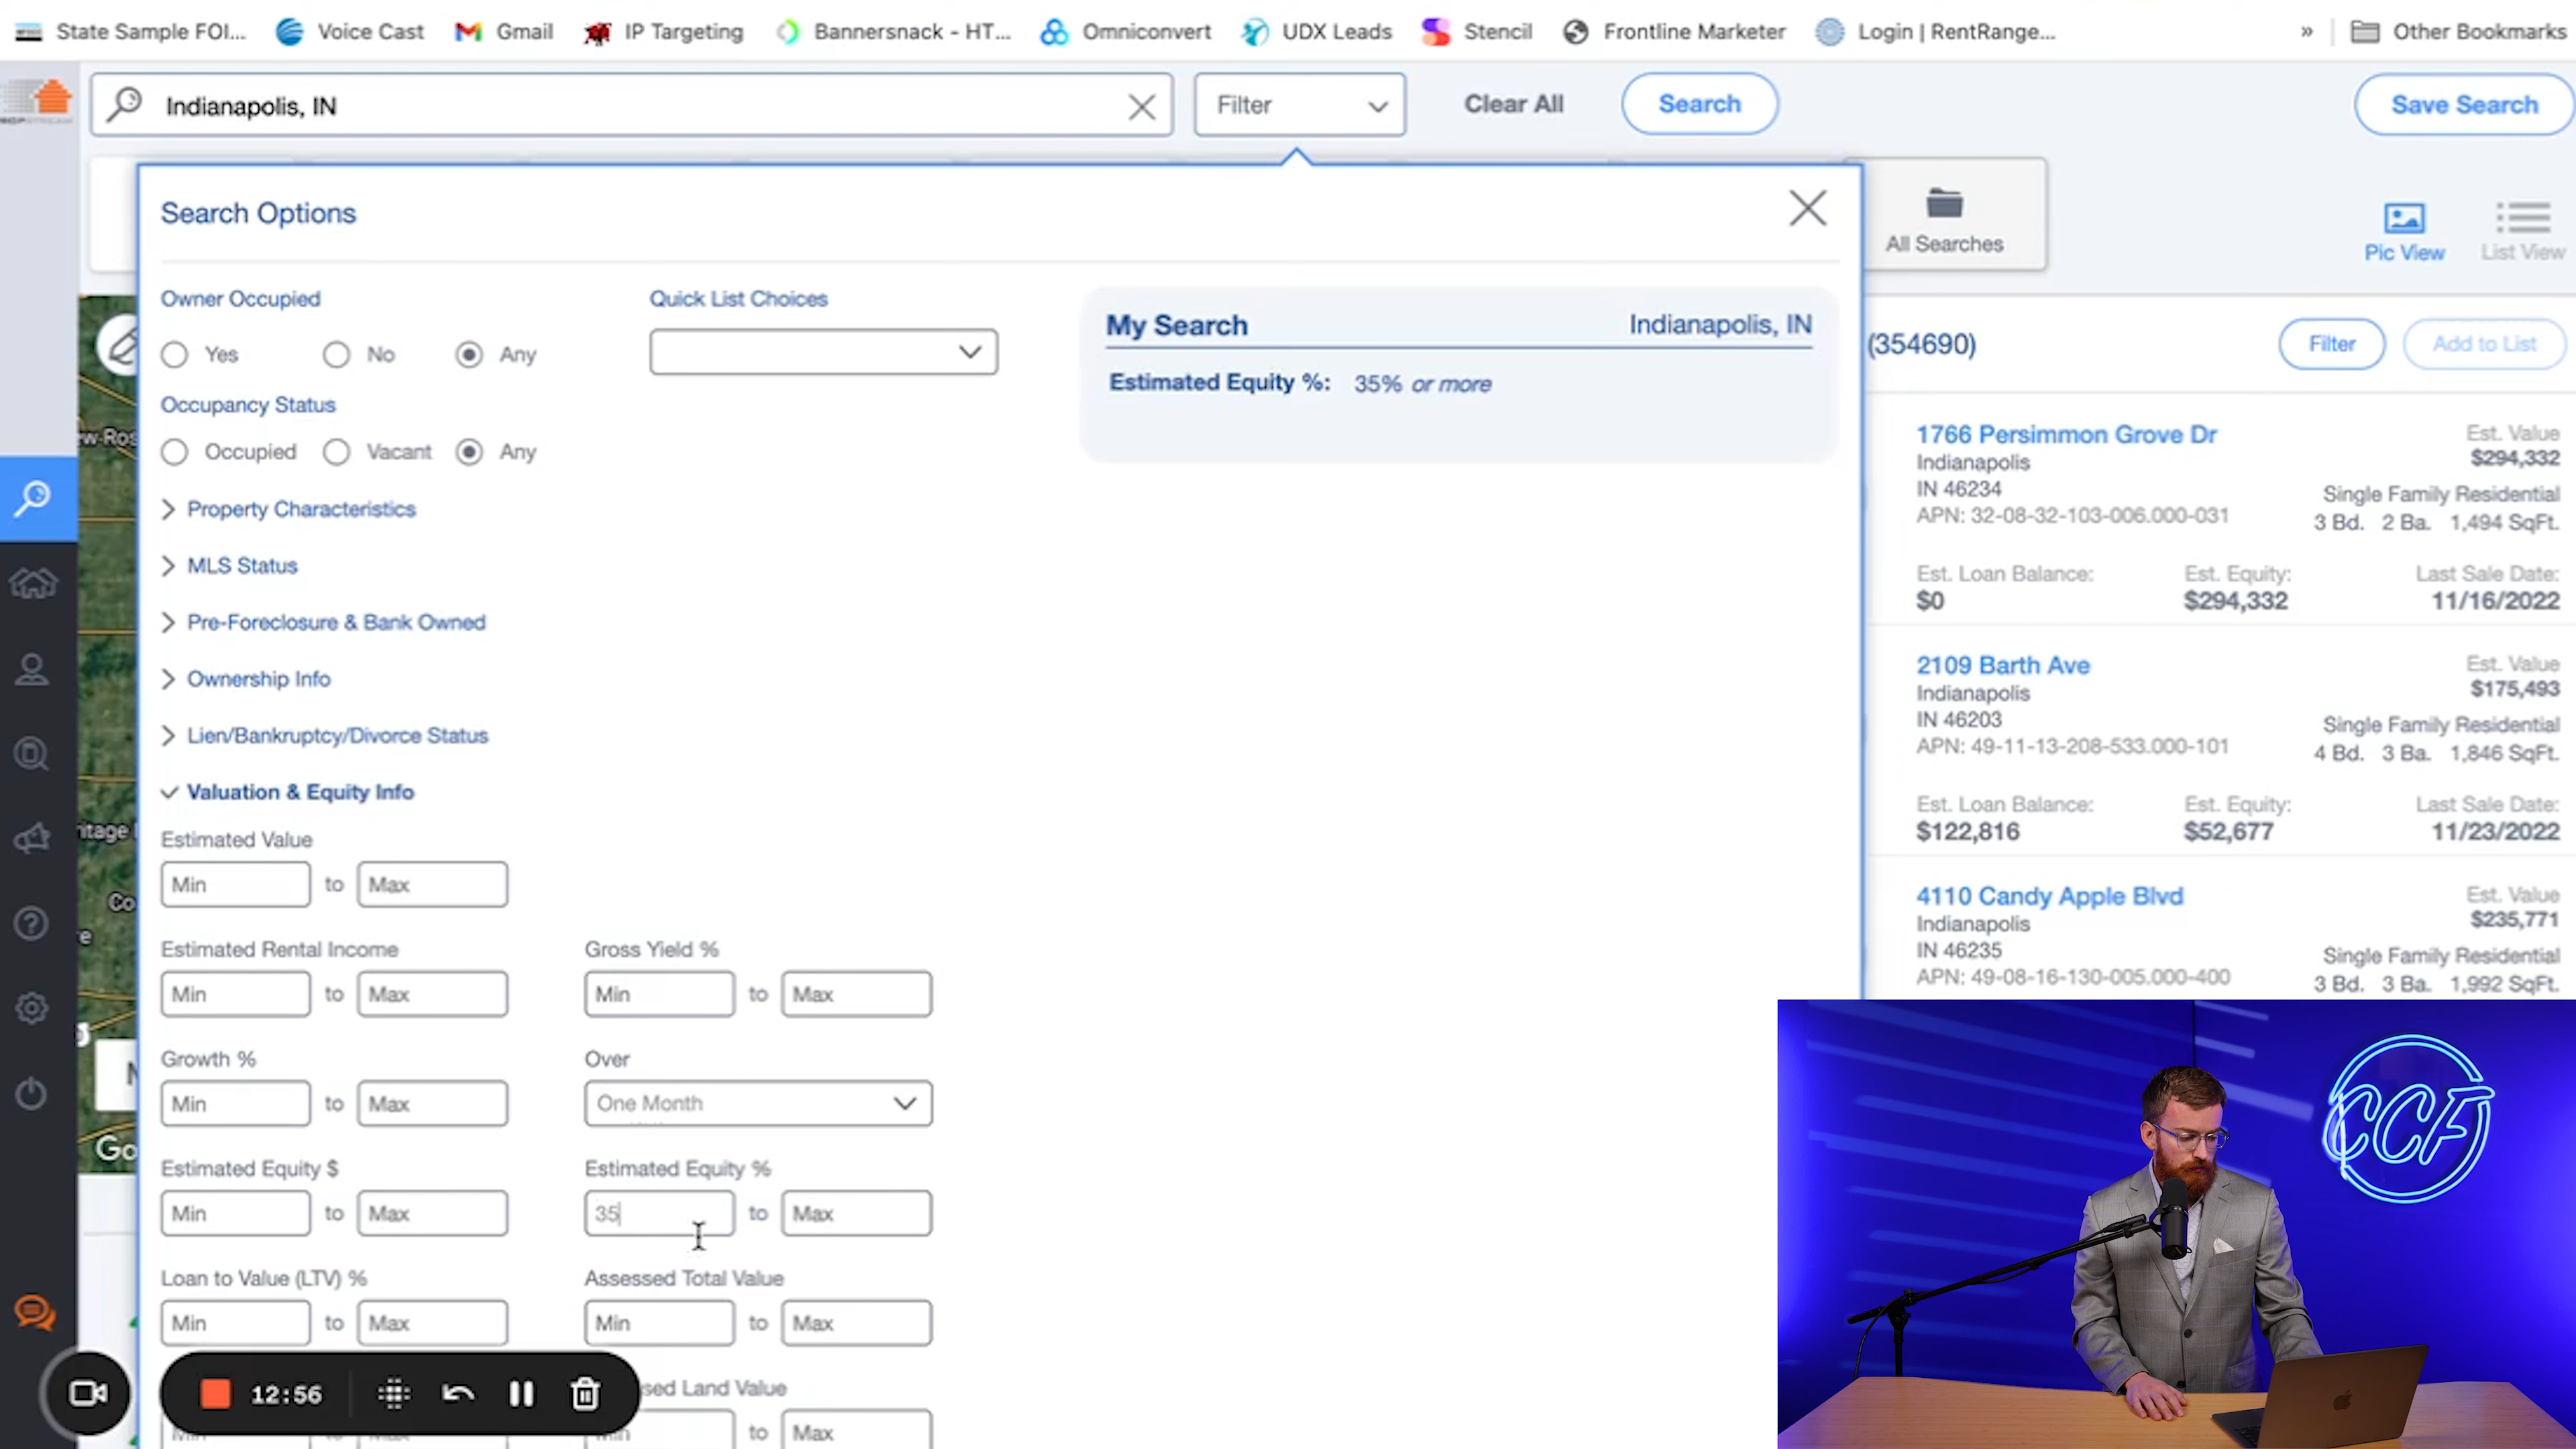 State Sample FOI...
Voice Cast
Gmail
IP Targeting
Bannersnack - HT...
Omniconvert
UDX Leads
Stencil
Frontline Marketer
Login | RentRange...
»
Other Bookmarks
Indianapolis, IN
Filter
Clear All
Search
Save Search
Search Options
All Searches
Pic View
List View
Owner Occupied
Yes
No
Any
Quick List Choices
My Search
Indianapolis, IN
Estimated Equity %: 35% or more
Occupancy Status
Occupied
Vacant
Any
Property Characteristics
MLS Status
Pre-Foreclosure & Bank Owned
Ownership Info
Lien/Bankruptcy/Divorce Status
Valuation & Equity Info
Estimated Value
Min to Max
Estimated Rental Income
Min to Max
Gross Yield %
Min to Max
Growth %
Min to Max
Over
One Month
Estimated Equity $
Min to Max
Estimated Equity %
35 to Max
Loan to Value (LTV) %
Min to Max
Assessed Total Value
Min to Max
Land Value
to Max
12:56
(354690)
Filter
Add to List
1766 Persimmon Grove Dr
Indianapolis
IN 46234
APN: 32-08-32-103-006.000-031
Est. Value
$294,332
Single Family Residential
3 Bd. 2 Ba. 1,494 SqFt.
Est. Loan Balance:
$0
Est. Equity:
$294,332
Last Sale Date:
11/16/2022
2109 Barth Ave
Indianapolis
IN 46203
APN: 49-11-13-208-533.000-101
Est. Value
$175,493
Single Family Residential
4 Bd. 3 Ba. 1,846 SqFt.
Est. Loan Balance:
$122,816
Est. Equity:
$52,677
Last Sale Date:
11/23/2022
4110 Candy Apple Blvd
Indianapolis
IN 46235
APN: 49-08-16-130-005.000-400
Est. Value
$235,771
Single Family Residential
3 Bd. 3 Ba. 1,992 SqFt.
CCF